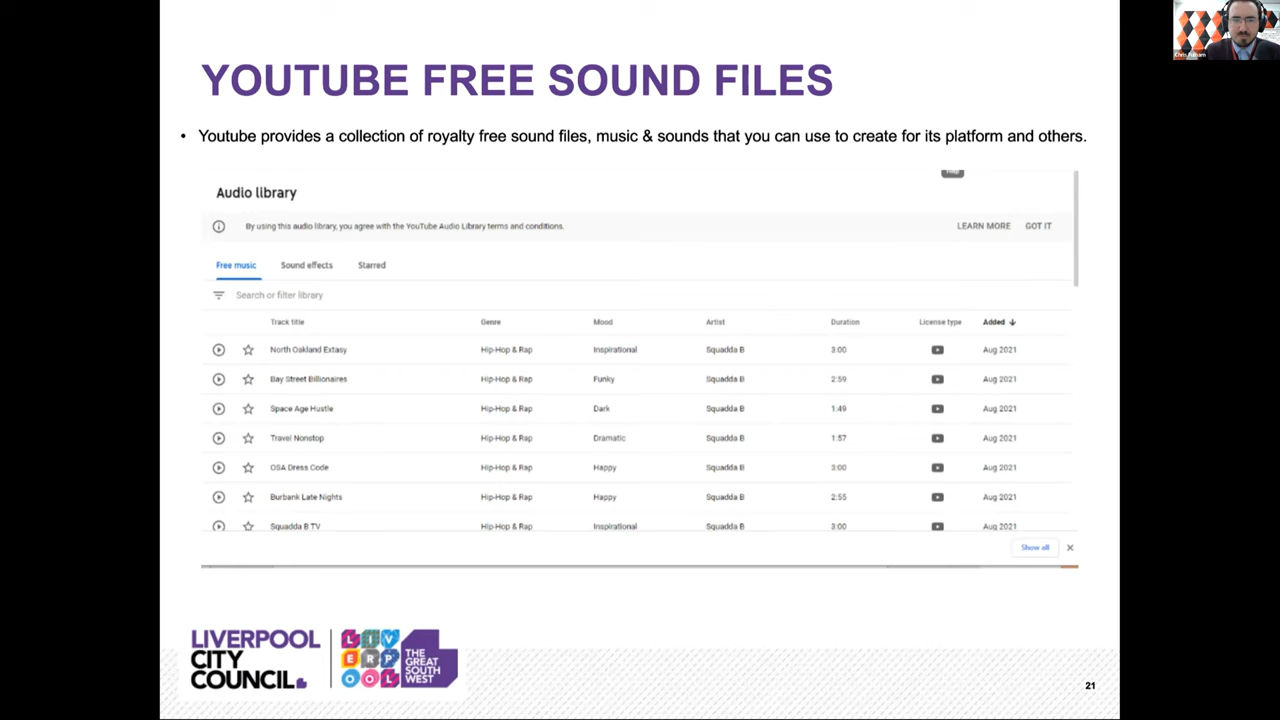 YOUTUBE FREE SOUND FILES
• Youtube provides a collection of royalty free sound files, music & sounds that you can use to create for its platform and others.
Help
Audio library
By using this audio library, you agree with the YouTube Audio Library terms and conditions. LEARN MORE GOT IT
Free music Sound effects Starred
Search or filter library
Track title Genre Mood Artist Duration License type Added ↓
North Oakland Extasy Hip-Hop & Rap Inspirational Squadda B 3:00 Aug 2021
Bay Street Billionaires Hip-Hop & Rap Funky Squadda B 2:59 Aug 2021
Space Age Hustle Hip-Hop & Rap Dark Squadda B 1:49 Aug 2021
Travel Nonstop Hip-Hop & Rap Dramatic Squadda B 1:57 Aug 2021
OSA Dress Code Hip-Hop & Rap Happy Squadda B 3:00 Aug 2021
Burbank Late Nights Hip-Hop & Rap Happy Squadda B 2:55 Aug 2021
Squadda B TV Hip-Hop & Rap Inspirational Squadda B 3:00 Aug 2021
Show all
LIVERPOOL
CITY
COUNCIL
LIV
ERP
OOL
THE
GREAT
SOUTH
WEST
21